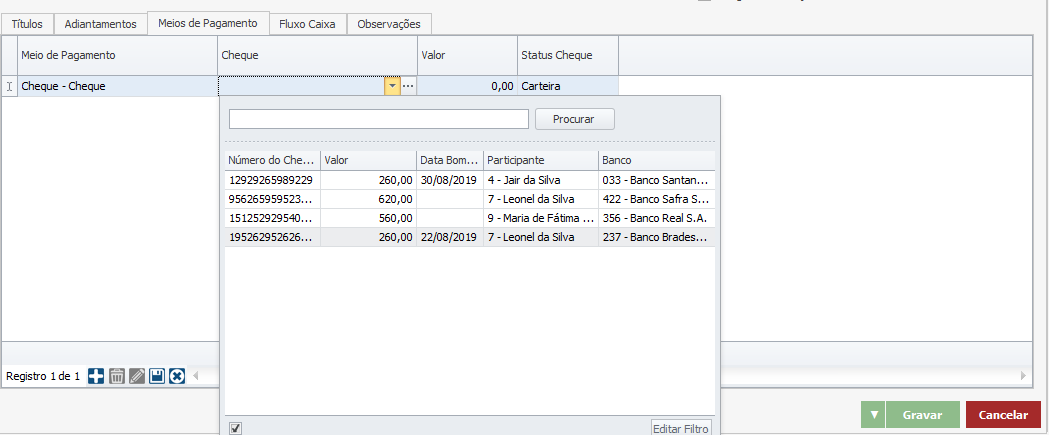 Títulos Adiantamentos Meios de Pagamento Fluxo Caixa Observações
Meio de Pagamento Cheque Valor Status Cheque
Cheque - Cheque 0,00 Carteira
Procurar
Número do Che... Valor Data Bom... Participante Banco
12929265989229 260,00 30/08/2019 4 - Jair da Silva 033 - Banco Santan...
956265959523... 620,00 7 - Leonel da Silva 422 - Banco Safra S...
151252929540... 560,00 9 - Maria de Fátima ... 356 - Banco Real S.A.
195262952626... 260,00 22/08/2019 7 - Leonel da Silva 237 - Banco Brades...
Registro 1 de 1
Gravar Cancelar
Editar Filtro